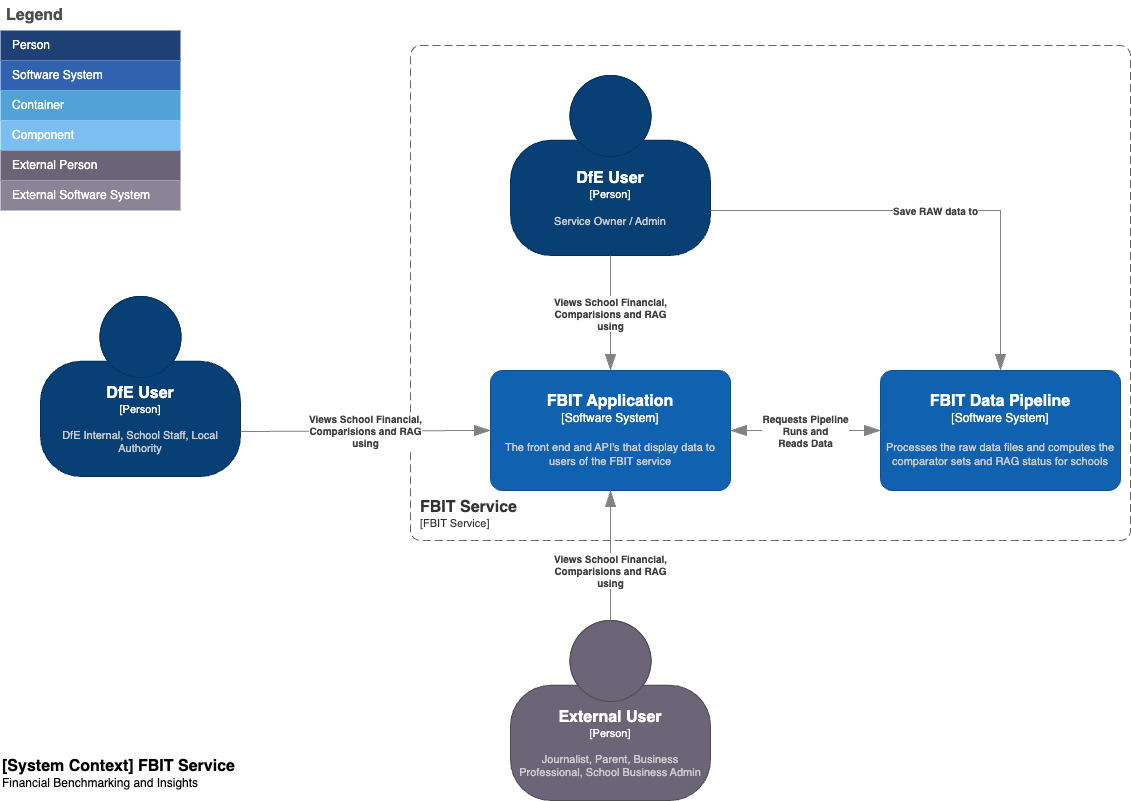 Legend
Person
Software System
Container
Component
External Person
External Software System
DfE User
[Person]
Service Owner / Admin
Save RAW data to
Views School Financial,
Comparisions and RAG
using
DfE User
[Person]
DfE Internal, School Staff, Local
Authority
Views School Financial,
Comparisions and RAG
using
FBIT Application
[Software System]
The front end and API's that display data to
users of the FBIT service
Requests Pipeline
Runs and
Reads Data
FBIT Data Pipeline
[Software System]
Processes the raw data files and computes the
comparator sets and RAG status for schools
FBIT Service
[FBIT Service]
Views School Financial,
Comparisions and RAG
using
External User
[Person]
Journalist, Parent, Business
Professional, School Business Admin
[System Context] FBIT Service
Financial Benchmarking and Insights